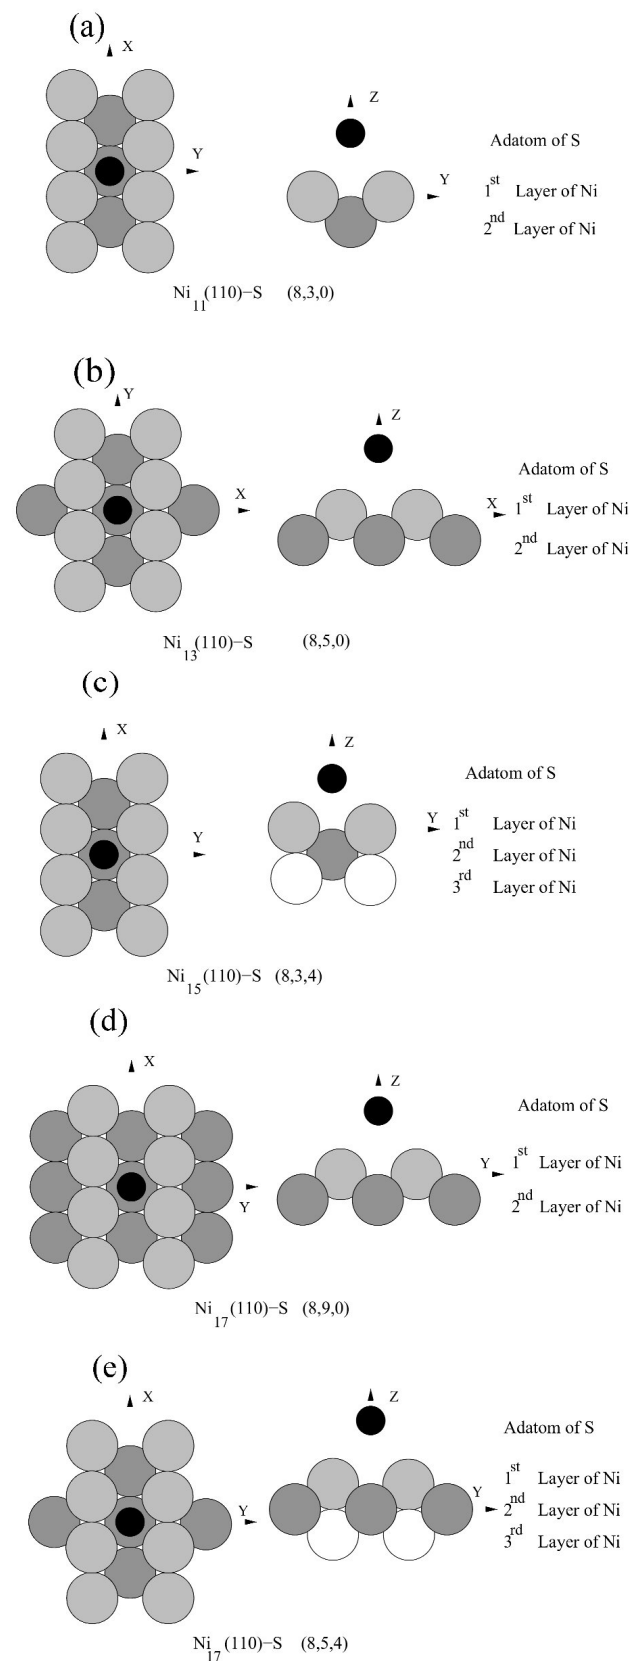 (a)
X
Z
Adatom of S
Y
Y
1st Layer of Ni
2nd Layer of Ni
Ni11(110)−S (8,3,0)
(b)
Y
Z
Adatom of S
X
X
1st Layer of Ni
2nd Layer of Ni
Ni13(110)−S (8,5,0)
(c)
X
Z
Adatom of S
Y
Y
1st Layer of Ni
2nd Layer of Ni
3rd Layer of Ni
Ni15(110)−S (8,3,4)
(d)
X
Z
Adatom of S
Y
Y
1st Layer of Ni
2nd Layer of Ni
Ni17(110)−S (8,9,0)
(e)
X
Z
Adatom of S
Y
Y
1st Layer of Ni
2nd Layer of Ni
3rd Layer of Ni
Ni17(110)−S (8,5,4)